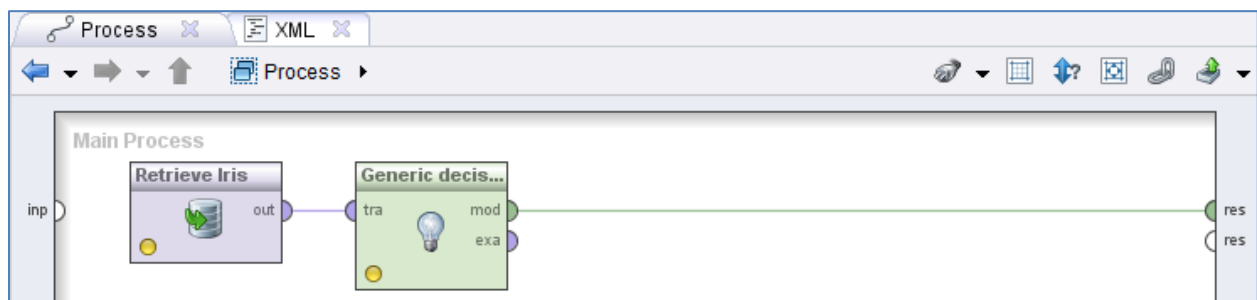 Process XML
Process
Main Process
Retrieve Iris Generic decis...
inp out tra mod res
exa res